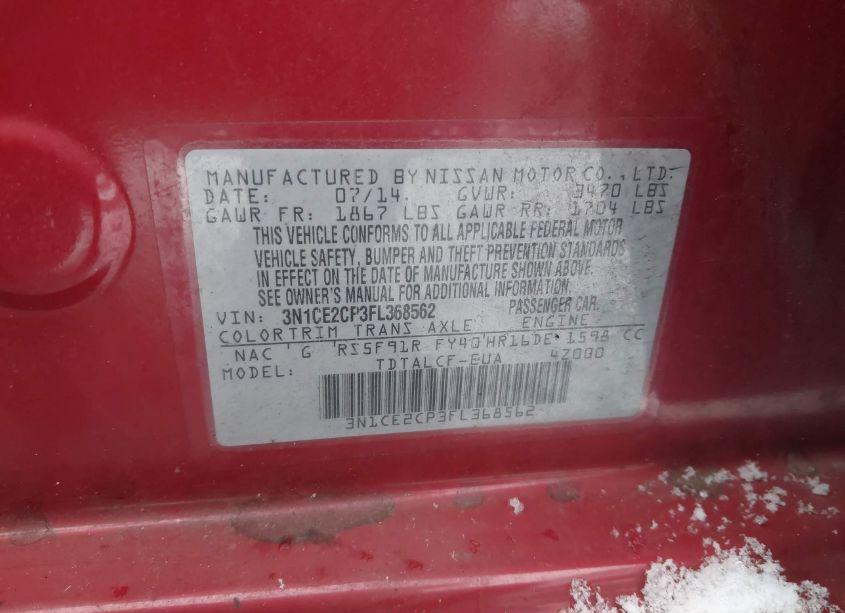 MANUFACTURED BY NISSAN MOTOR CO., LTD.
DATE: 07/14 GVWR: 3470 LBS
GAWR FR: 1867 LBS GAWR RR: 1704 LBS
THIS VEHICLE CONFORMS TO ALL APPLICABLE FEDERAL MOTOR
VEHICLE SAFETY, BUMPER AND THEFT PREVENTION STANDARDS
IN EFFECT ON THE DATE OF MANUFACTURE SHOWN ABOVE.
SEE OWNER'S MANUAL FOR ADDITIONAL INFORMATION.
VIN: 3N1CE2CP3FL368562 PASSENGER CAR
COLOR TRIM TRANS AXLE ENGINE
NAC G RS5F91R FY40 HR16DE 1598 CC
MODEL: TDTALCF-EUA 4Z000
3N1CE2CP3FL368562